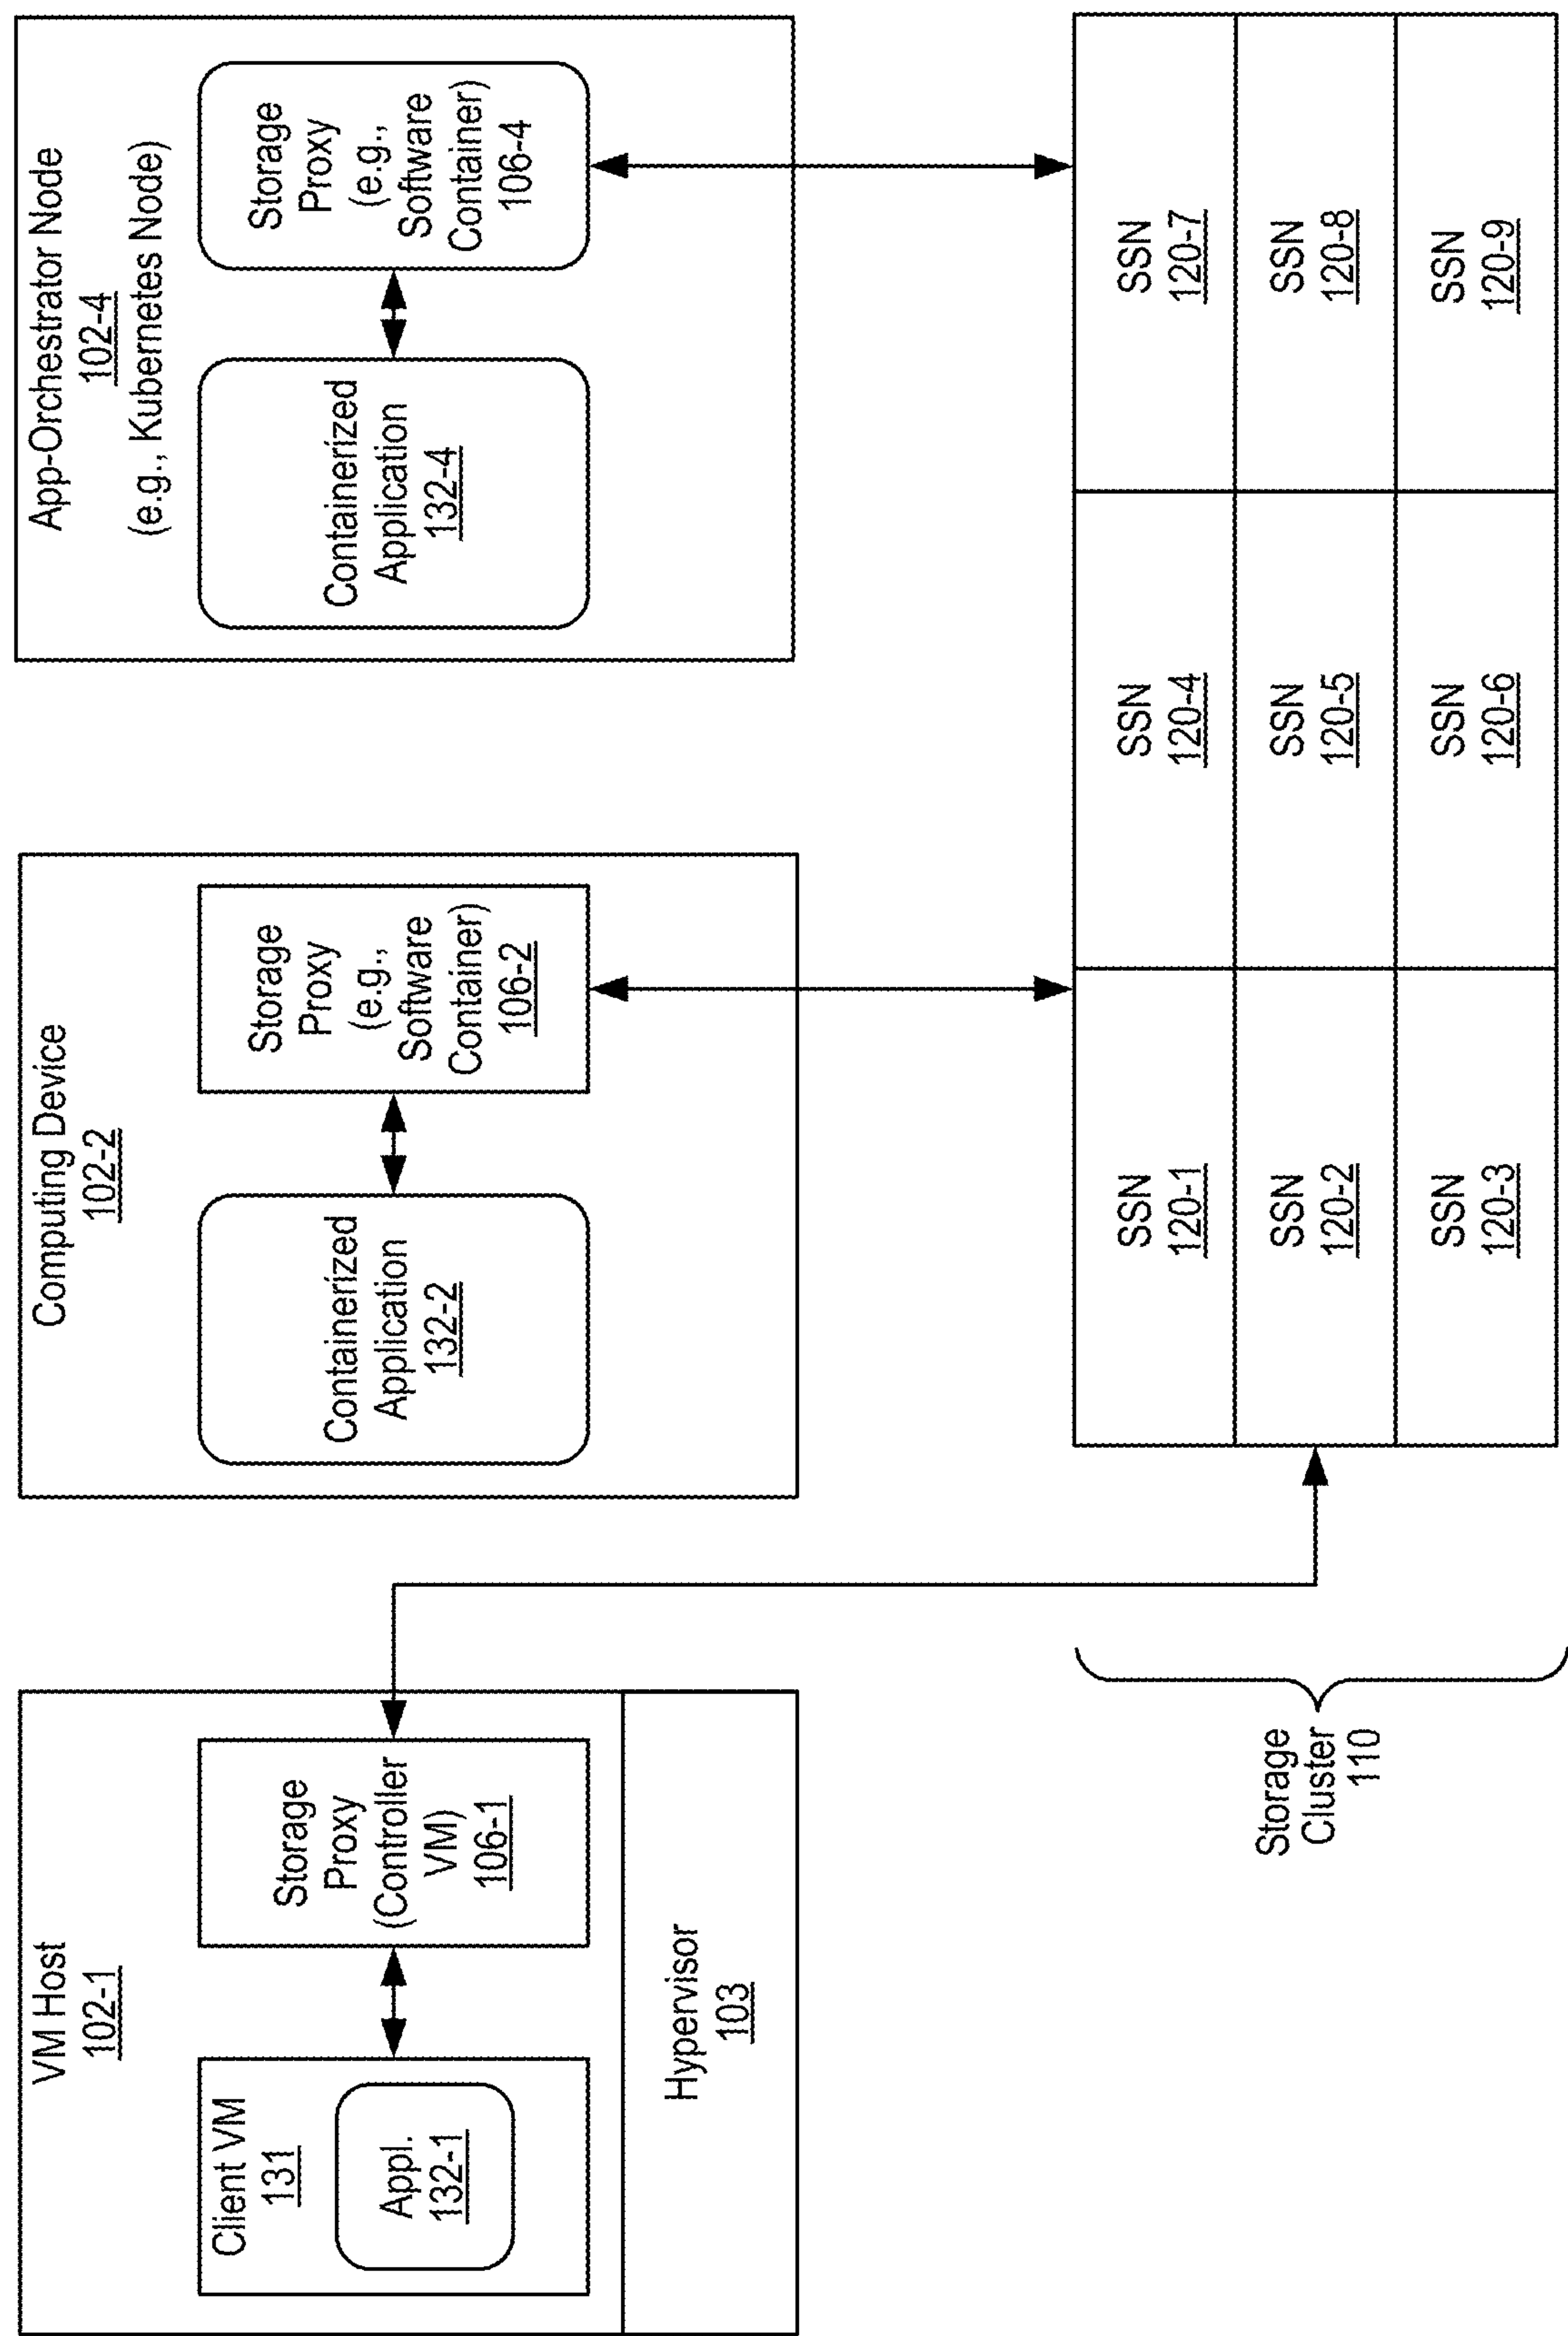 VM Host
102-1
Client VM
131
Appl.
132-1
Storage
Proxy
(Controller
VM)
106-1
Hypervisor
103
Computing Device
102-2
Containerized
Application
132-2
Storage
Proxy
(e.g.,
Software
Container)
106-2
App-Orchestrator Node
102-4
(e.g., Kubernetes Node)
Containerized
Application
132-4
Storage
Proxy
(e.g.,
Software
Container)
106-4
Storage
Cluster
110
SSN
120-1
SSN
120-4
SSN
120-7
SSN
120-2
SSN
120-5
SSN
120-8
SSN
120-3
SSN
120-6
SSN
120-9